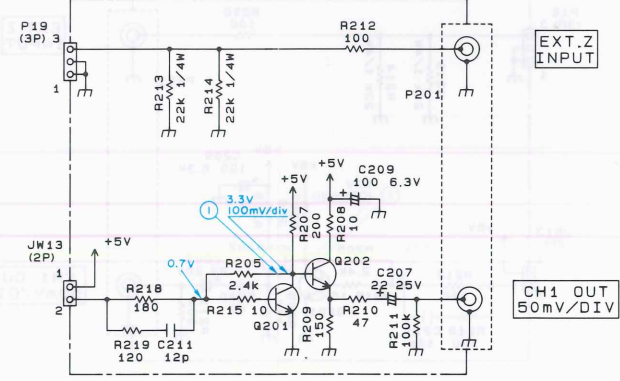 P19
(3P) 3
1
R212
100
EXT.Z
INPUT
R213
22k 1/4W
R214
22k 1/4W
P201
+5V
+5V
C209
100 6.3V
+
1
3.3V
100mV/div
R207
200
R208
10
JW13
(2P)
+5V
1
2
0.7V
R205
2.4k
Q202
C207
22 25V
+
R218
180
R215 10
Q201
R209
150
R210
47
R211
100k
R219
120
C211
12p
CH1 OUT
50mV/DIV